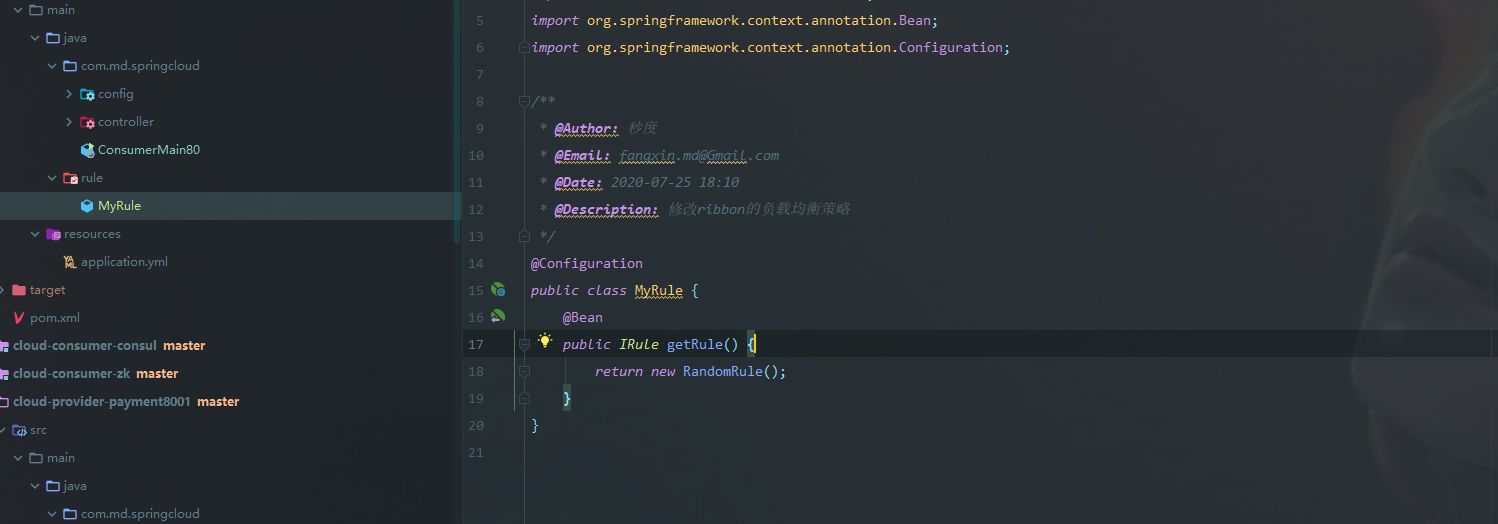 main
java
com.md.springcloud
config
controller
ConsumerMain80
rule
MyRule
resources
application.yml
target
pom.xml
cloud-consumer-consul master
cloud-consumer-zk master
cloud-provider-payment8001 master
src
main
java
com.md.springcloud
5 import org.springframework.context.annotation.Bean;
6 import org.springframework.context.annotation.Configuration;
7
8 /**
9 * @Author: 秒度
10 * @Email: fangxin.md@Gmail.com
11 * @Date: 2020-07-25 18:10
12 * @Description: 修改ribbon的负载均衡策略
13 */
14 @Configuration
15 public class MyRule {
16 @Bean
17 public IRule getRule() {
18 return new RandomRule();
19 }
20 }
21